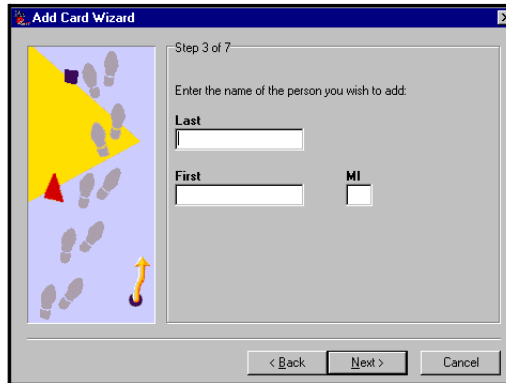 Add Card Wizard
Step 3 of 7
Enter the name of the person you wish to add:
Last
First MI
< Back Next > Cancel